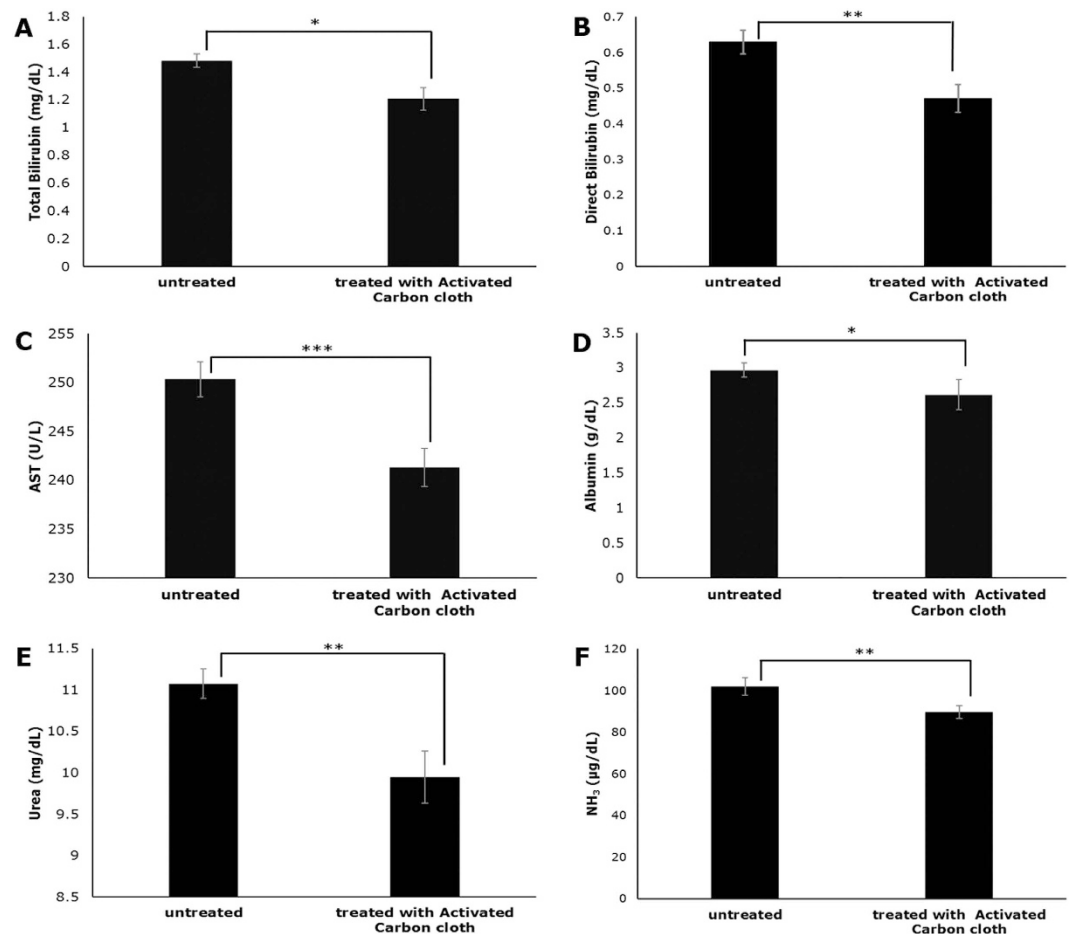 A
Total Bilirubin (mg/dL)
1.8
1.6
1.4
1.2
1
0.8
0.6
0.4
0.2
0
*
untreated
treated with Activated
Carbon cloth
B
Direct Bilirubin (mg/dL)
0.7
0.6
0.5
0.4
0.3
0.2
0.1
0
**
untreated
treated with Activated
Carbon cloth
C
AST (U/L)
255
250
245
240
235
230
***
untreated
treated with Activated
Carbon cloth
D
Albumin (g/dL)
3.5
3
2.5
2
1.5
1
0.5
0
*
untreated
treated with Activated
Carbon cloth
E
Urea (mg/dL)
11.5
11
10.5
10
9.5
9
8.5
**
untreated
treated with Activated
Carbon cloth
F
NH₃ (µg/dL)
120
100
80
60
40
20
0
**
untreated
treated with Activated
Carbon cloth